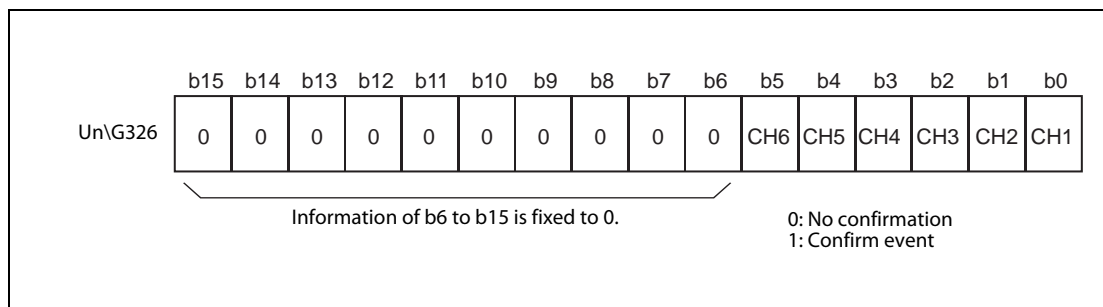 b15 b14 b13 b12 b11 b10 b9 b8 b7 b6 b5 b4 b3 b2 b1 b0
Un\G326 0 0 0 0 0 0 0 0 0 0 CH6 CH5 CH4 CH3 CH2 CH1
Information of b6 to b15 is fixed to 0.
0: No confirmation
1: Confirm event